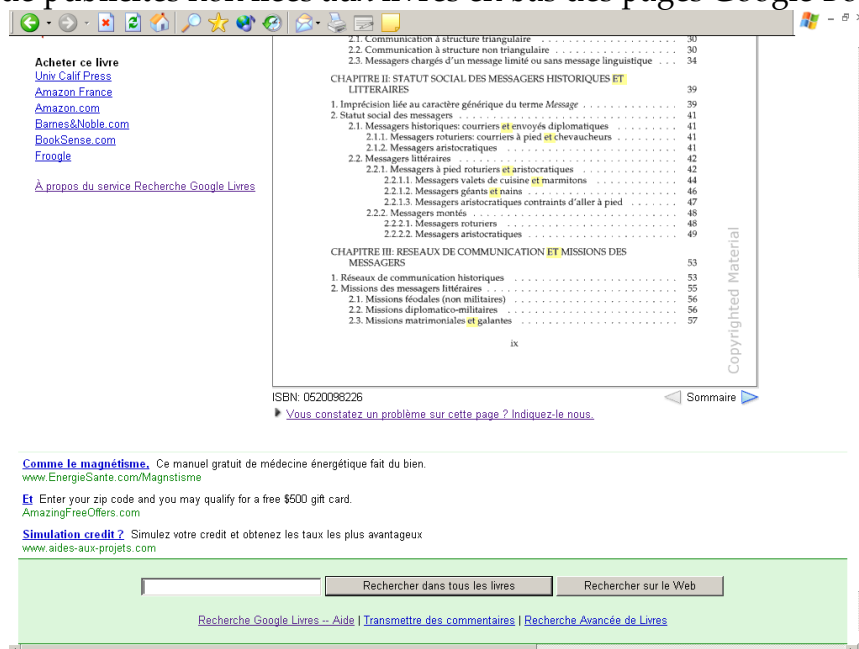 de publicités non liées aux livres en bas des pages Google
Acheter ce livre
Univ Calif Press
Amazon France
Amazon.com
Barnes&Noble.com
BookSense.com
Froogle
À propos du service Recherche Google Livres
2.1. Communication à structure triangulaire . . . . . . . . . . . . . . . . . . . . 30
2.2. Communication à structure non triangulaire . . . . . . . . . . . . . . . . . 30
2.3. Messagers chargés d'un message limité ou sans message linguistique . . . 34
CHAPITRE II: STATUT SOCIAL DES MESSAGERS HISTORIQUES ET
LITTERAIRES 39
1. Imprécision liée au caractère générique du terme Message . . . . . . . . . . . . . 39
2. Statut social des messagers . . . . . . . . . . . . . . . . . . . . . . . . . . . . 41
2.1. Messagers historiques: courriers et envoyés diplomatiques . . . . . . . . . 41
2.1.1. Messagers roturiers: courriers à pied et chevaucheurs . . . . . . . . 41
2.1.2. Messagers aristocratiques . . . . . . . . . . . . . . . . . . . . . . . 41
2.2. Messagers littéraires . . . . . . . . . . . . . . . . . . . . . . . . . . . . 42
2.2.1. Messagers à pied roturiers et aristocratiques . . . . . . . . . . . . . 42
2.2.1.1. Messagers valets de cuisine et marmitons . . . . . . . . . . . 44
2.2.1.2. Messagers géants et nains . . . . . . . . . . . . . . . . . . . 46
2.2.1.3. Messagers aristocratiques contraints d'aller à pied . . . . . . 47
2.2.2. Messagers montés . . . . . . . . . . . . . . . . . . . . . . . . . . 48
2.2.2.1. Messagers roturiers . . . . . . . . . . . . . . . . . . . . . . 48
2.2.2.2. Messagers aristocratiques . . . . . . . . . . . . . . . . . . . 49
CHAPITRE III: RESEAUX DE COMMUNICATION ET MISSIONS DES
MESSAGERS 53
1. Réseaux de communication historiques . . . . . . . . . . . . . . . . . . . . . . 53
2. Missions des messagers littéraires . . . . . . . . . . . . . . . . . . . . . . . . . 55
2.1. Missions féodales (non militaires) . . . . . . . . . . . . . . . . . . . . . . 56
2.2. Missions diplomatico-militaires . . . . . . . . . . . . . . . . . . . . . . . 56
2.3. Missions matrimoniales et galantes . . . . . . . . . . . . . . . . . . . . . . 57
ix
Copyrighted Material
ISBN: 0520098226
Sommaire
Vous constatez un problème sur cette page ? Indiquez-le nous.
Comme le magnétisme, Ce manuel gratuit de médecine énergétique fait du bien.
www.EnergieSante.com/Magnstisme
Et Enter your zip code and you may qualify for a free $500 gift card.
AmazingFreeOffers.com
Simulation credit ? Simulez votre credit et obtenez les taux les plus avantageux
www.aides-aux-projets.com
Rechercher dans tous les livres Rechercher sur le Web
Recherche Google Livres -- Aide | Transmettre des commentaires | Recherche Avancée de Livres